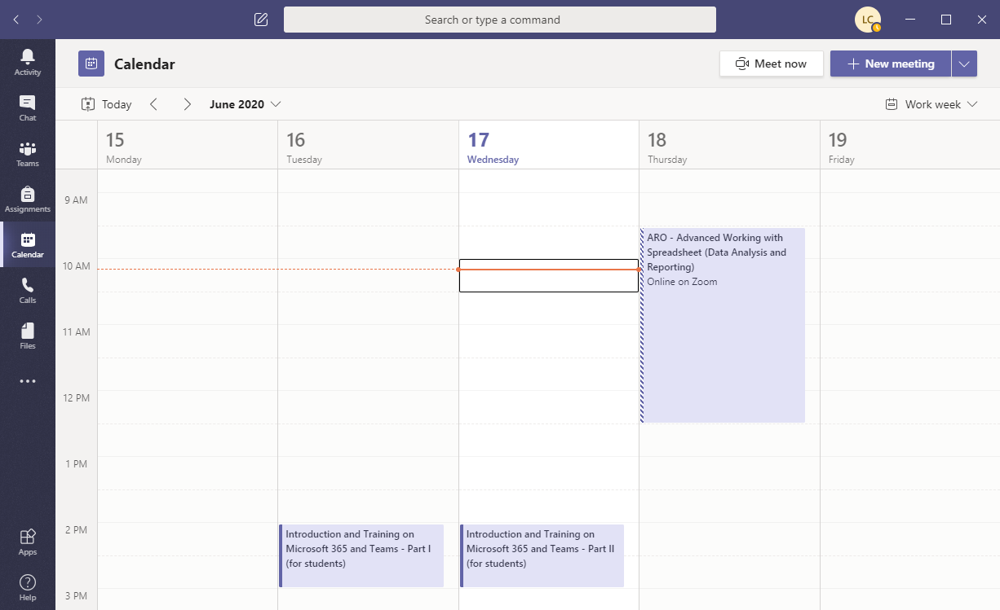 Search or type a command
LC
Activity
Chat
Teams
Assignments
Calendar
Calls
Files
Apps
Help
Calendar
Meet now
New meeting
Today
June 2020
Work week
15
Monday
16
Tuesday
17
Wednesday
18
Thursday
19
Friday
9 AM
10 AM
11 AM
12 PM
1 PM
2 PM
3 PM
Introduction and Training on
Microsoft 365 and Teams - Part I
(for students)
Introduction and Training on
Microsoft 365 and Teams - Part II
(for students)
ARO - Advanced Working with
Spreadsheet (Data Analysis and
Reporting)
Online on Zoom